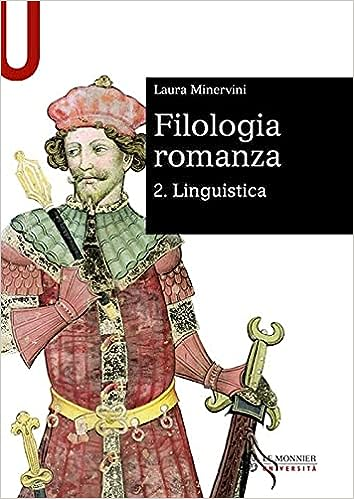 Laura Minervini
Filologia
romanza
2. Linguistica
LE MONNIER
UNIVERSITÀ